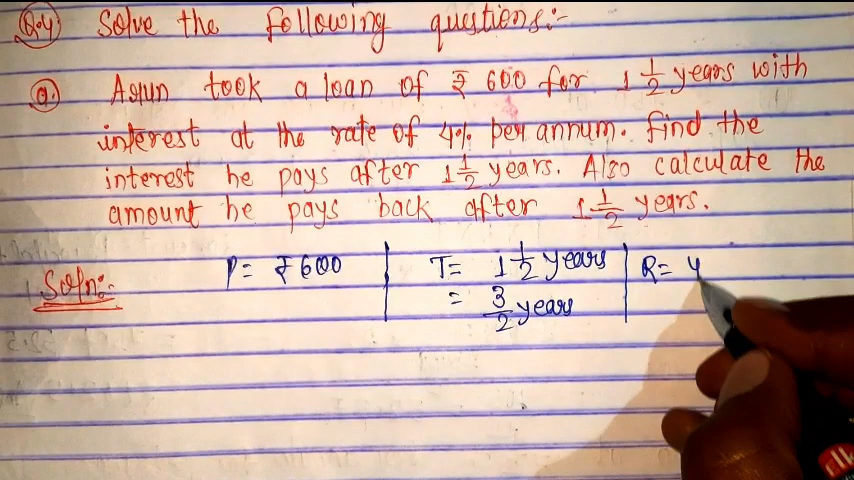 Q.4) Solve the following questions:-
a.) Arjun took a loan of ₹ 600 for 1 1/2 years with
interest at the rate of 4% per annum. Find the
interest he pays after 1 1/2 years. Also calculate the
amount he pays back after 1 1/2 years.
Soln:- P = ₹ 600 T = 1 1/2 years R = 4
= 3/2 years